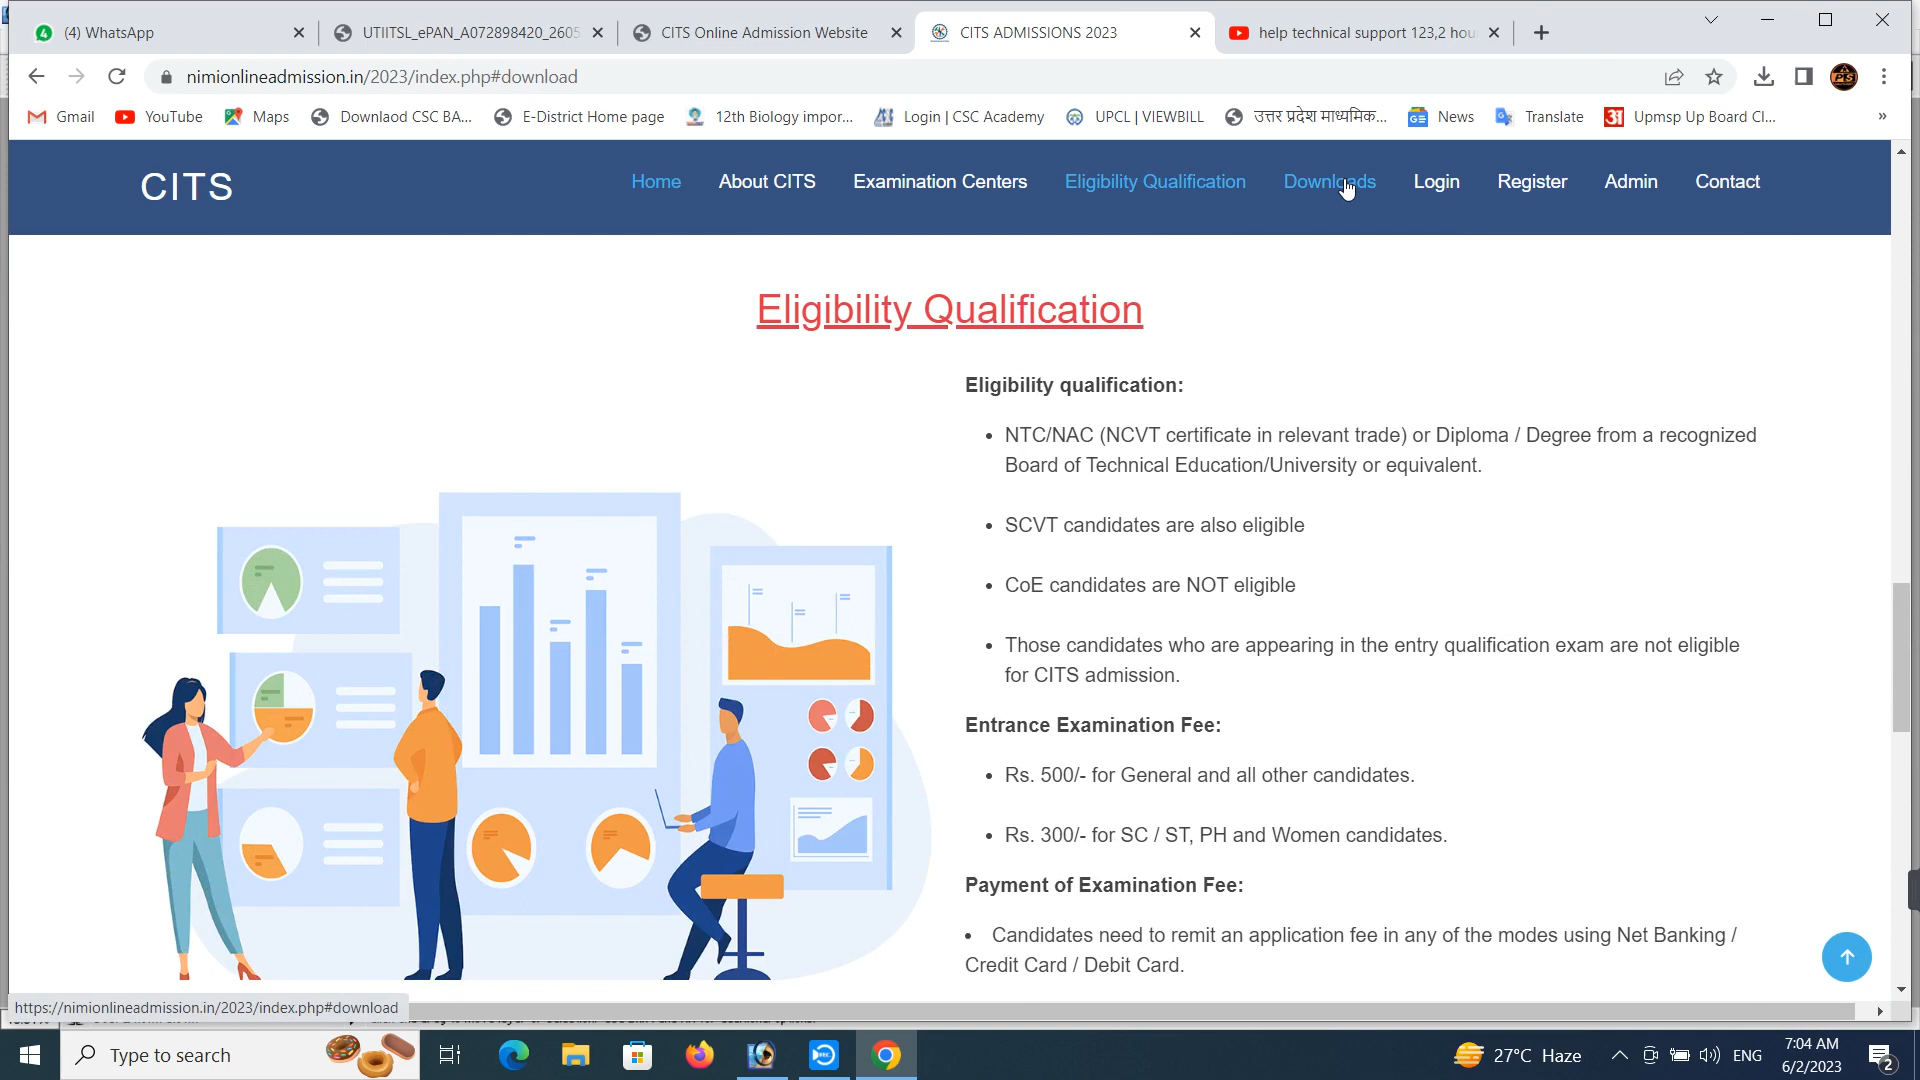 (4) WhatsApp
UTIITSL_ePAN_A072898420_2605
CITS Online Admission Website
CITS ADMISSIONS 2023
help technical support 123,2 hou
nimionlineadmission.in/2023/index.php#download
Gmail
YouTube
Maps
Downlaod CSC BA...
E-District Home page
12th Biology impor...
Login | CSC Academy
UPCL | VIEWBILL
उत्तर प्रदेश माध्यमिक...
News
Translate
Upmsp Up Board Cl...
»
CITS
Home
About CITS
Examination Centers
Eligibility Qualification
Downloads
Login
Register
Admin
Contact
Eligibility Qualification
Eligibility qualification:
• NTC/NAC (NCVT certificate in relevant trade) or Diploma / Degree from a recognized
Board of Technical Education/University or equivalent.
• SCVT candidates are also eligible
• CoE candidates are NOT eligible
• Those candidates who are appearing in the entry qualification exam are not eligible
for CITS admission.
Entrance Examination Fee:
• Rs. 500/- for General and all other candidates.
• Rs. 300/- for SC / ST, PH and Women candidates.
Payment of Examination Fee:
• Candidates need to remit an application fee in any of the modes using Net Banking /
Credit Card / Debit Card.
https://nimionlineadmission.in/2023/index.php#download
Type to search
27°C Haze
ENG
7:04 AM
6/2/2023
2